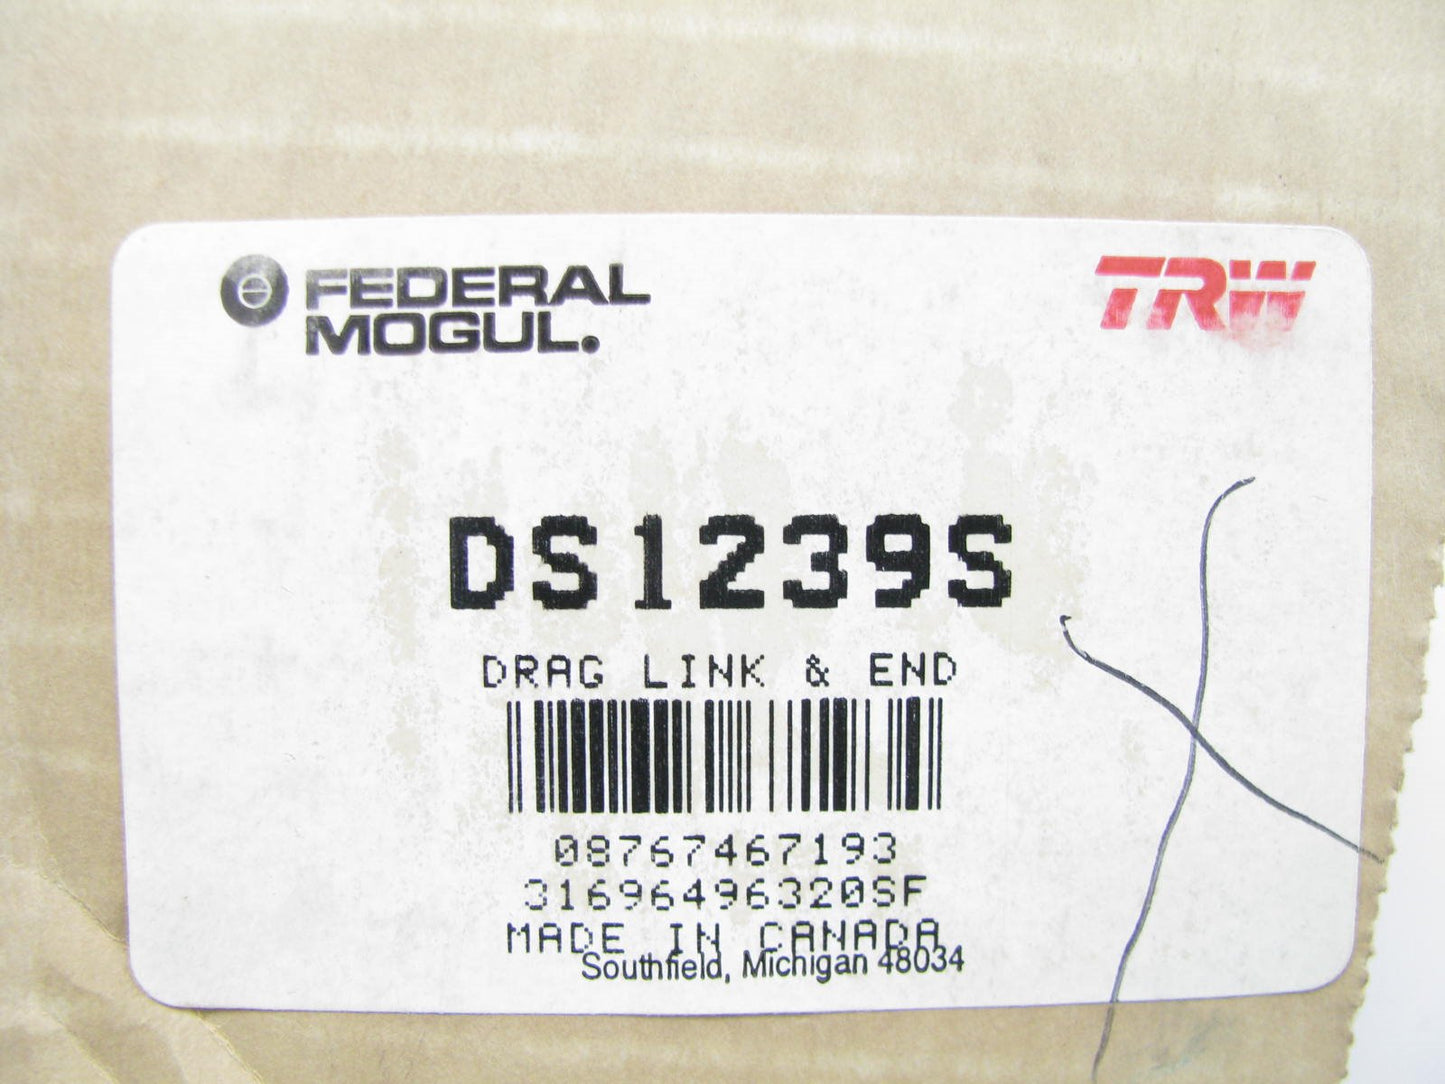 FEDERAL
MOGUL.
TRW
DS1239S
DRAG LINK & END
08767467193
31696496320SF
MADE IN CANADA
Southfield, Michigan 48034